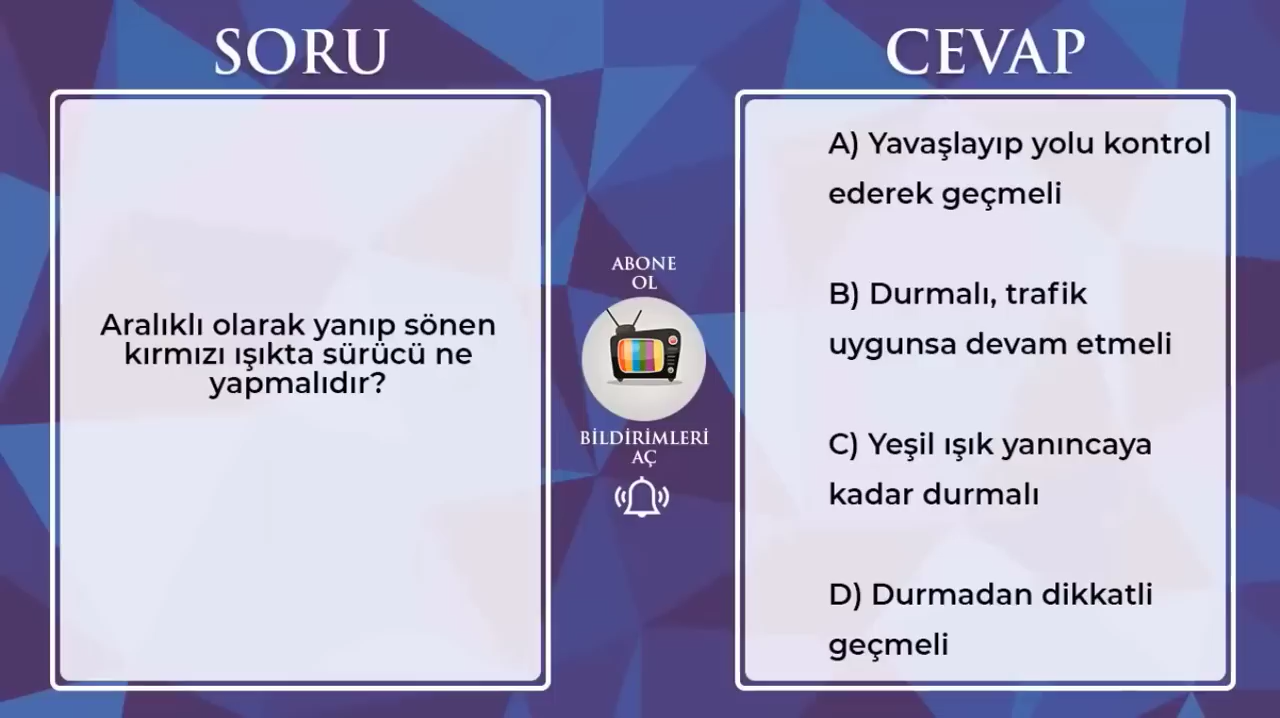 SORU
Aralıklı olarak yanıp sönen
kırmızı ışıkta sürücü ne
yapmalıdır?
ABONE
OL
BİLDİRİMLERİ
AÇ
CEVAP
A) Yavaşlayıp yolu kontrol
ederek geçmeli
B) Durmalı, trafik
uygunsa devam etmeli
C) Yeşil ışık yanıncaya
kadar durmalı
D) Durmadan dikkatli
geçmeli